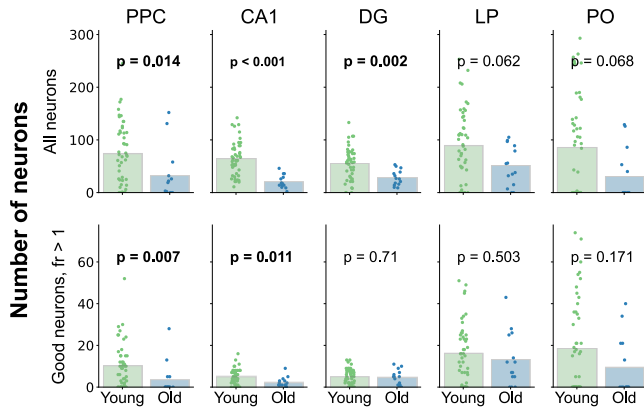 PPC CA1 DG LP PO
300
200
100
0
p = 0.014 p < 0.001 p = 0.002 p = 0.062 p = 0.068
All neurons
Number of neurons
60
40
20
0
p = 0.007 p = 0.011 p = 0.71 p = 0.503 p = 0.171
Good neurons, fr > 1
Young Old Young Old Young Old Young Old Young Old